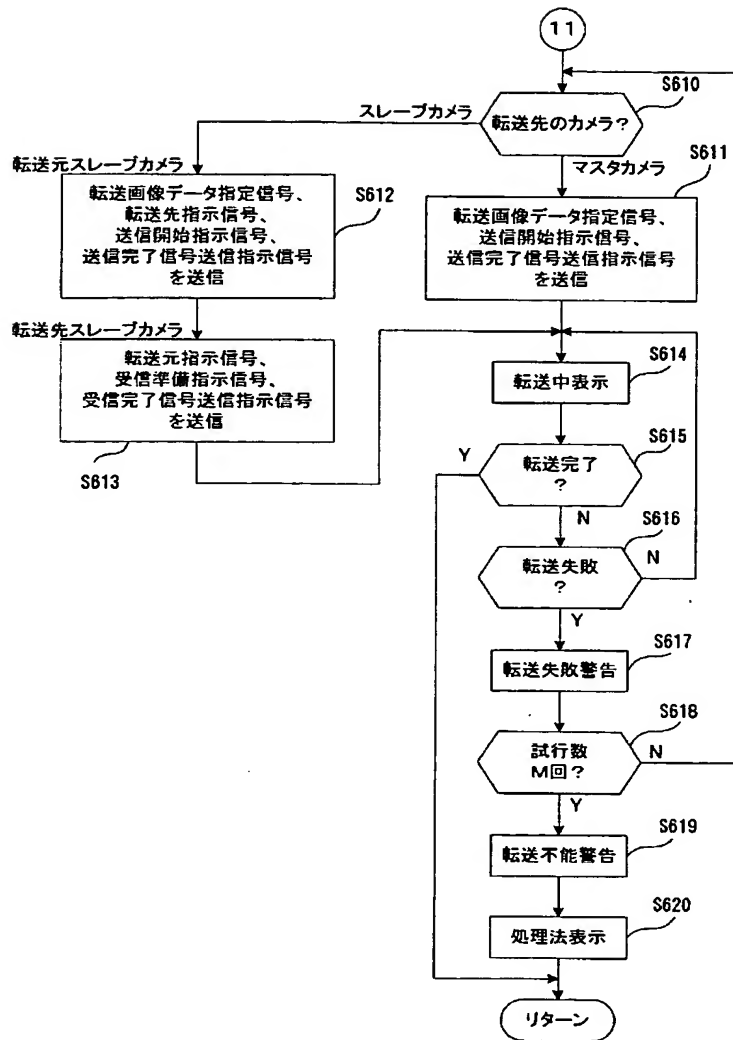 11
S610
転送先のカメラ?
スレーブカメラ
マスタカメラ
S611
転送画像データ指定信号、
送信開始指示信号、
送信完了信号送信指示信号
を送信
転送元スレーブカメラ
S612
転送画像データ指定信号、
転送先指示信号、
送信開始指示信号、
送信完了信号送信指示信号
を送信
転送先スレーブカメラ
転送元指示信号、
受信準備指示信号、
受信完了信号送信指示信号
を送信
S613
S614
転送中表示
S615
転送完了
?
Y
N
S616
転送失敗
?
N
Y
S617
転送失敗警告
S618
試行数
M回?
N
Y
S619
転送不能警告
S620
処理法表示
リターン